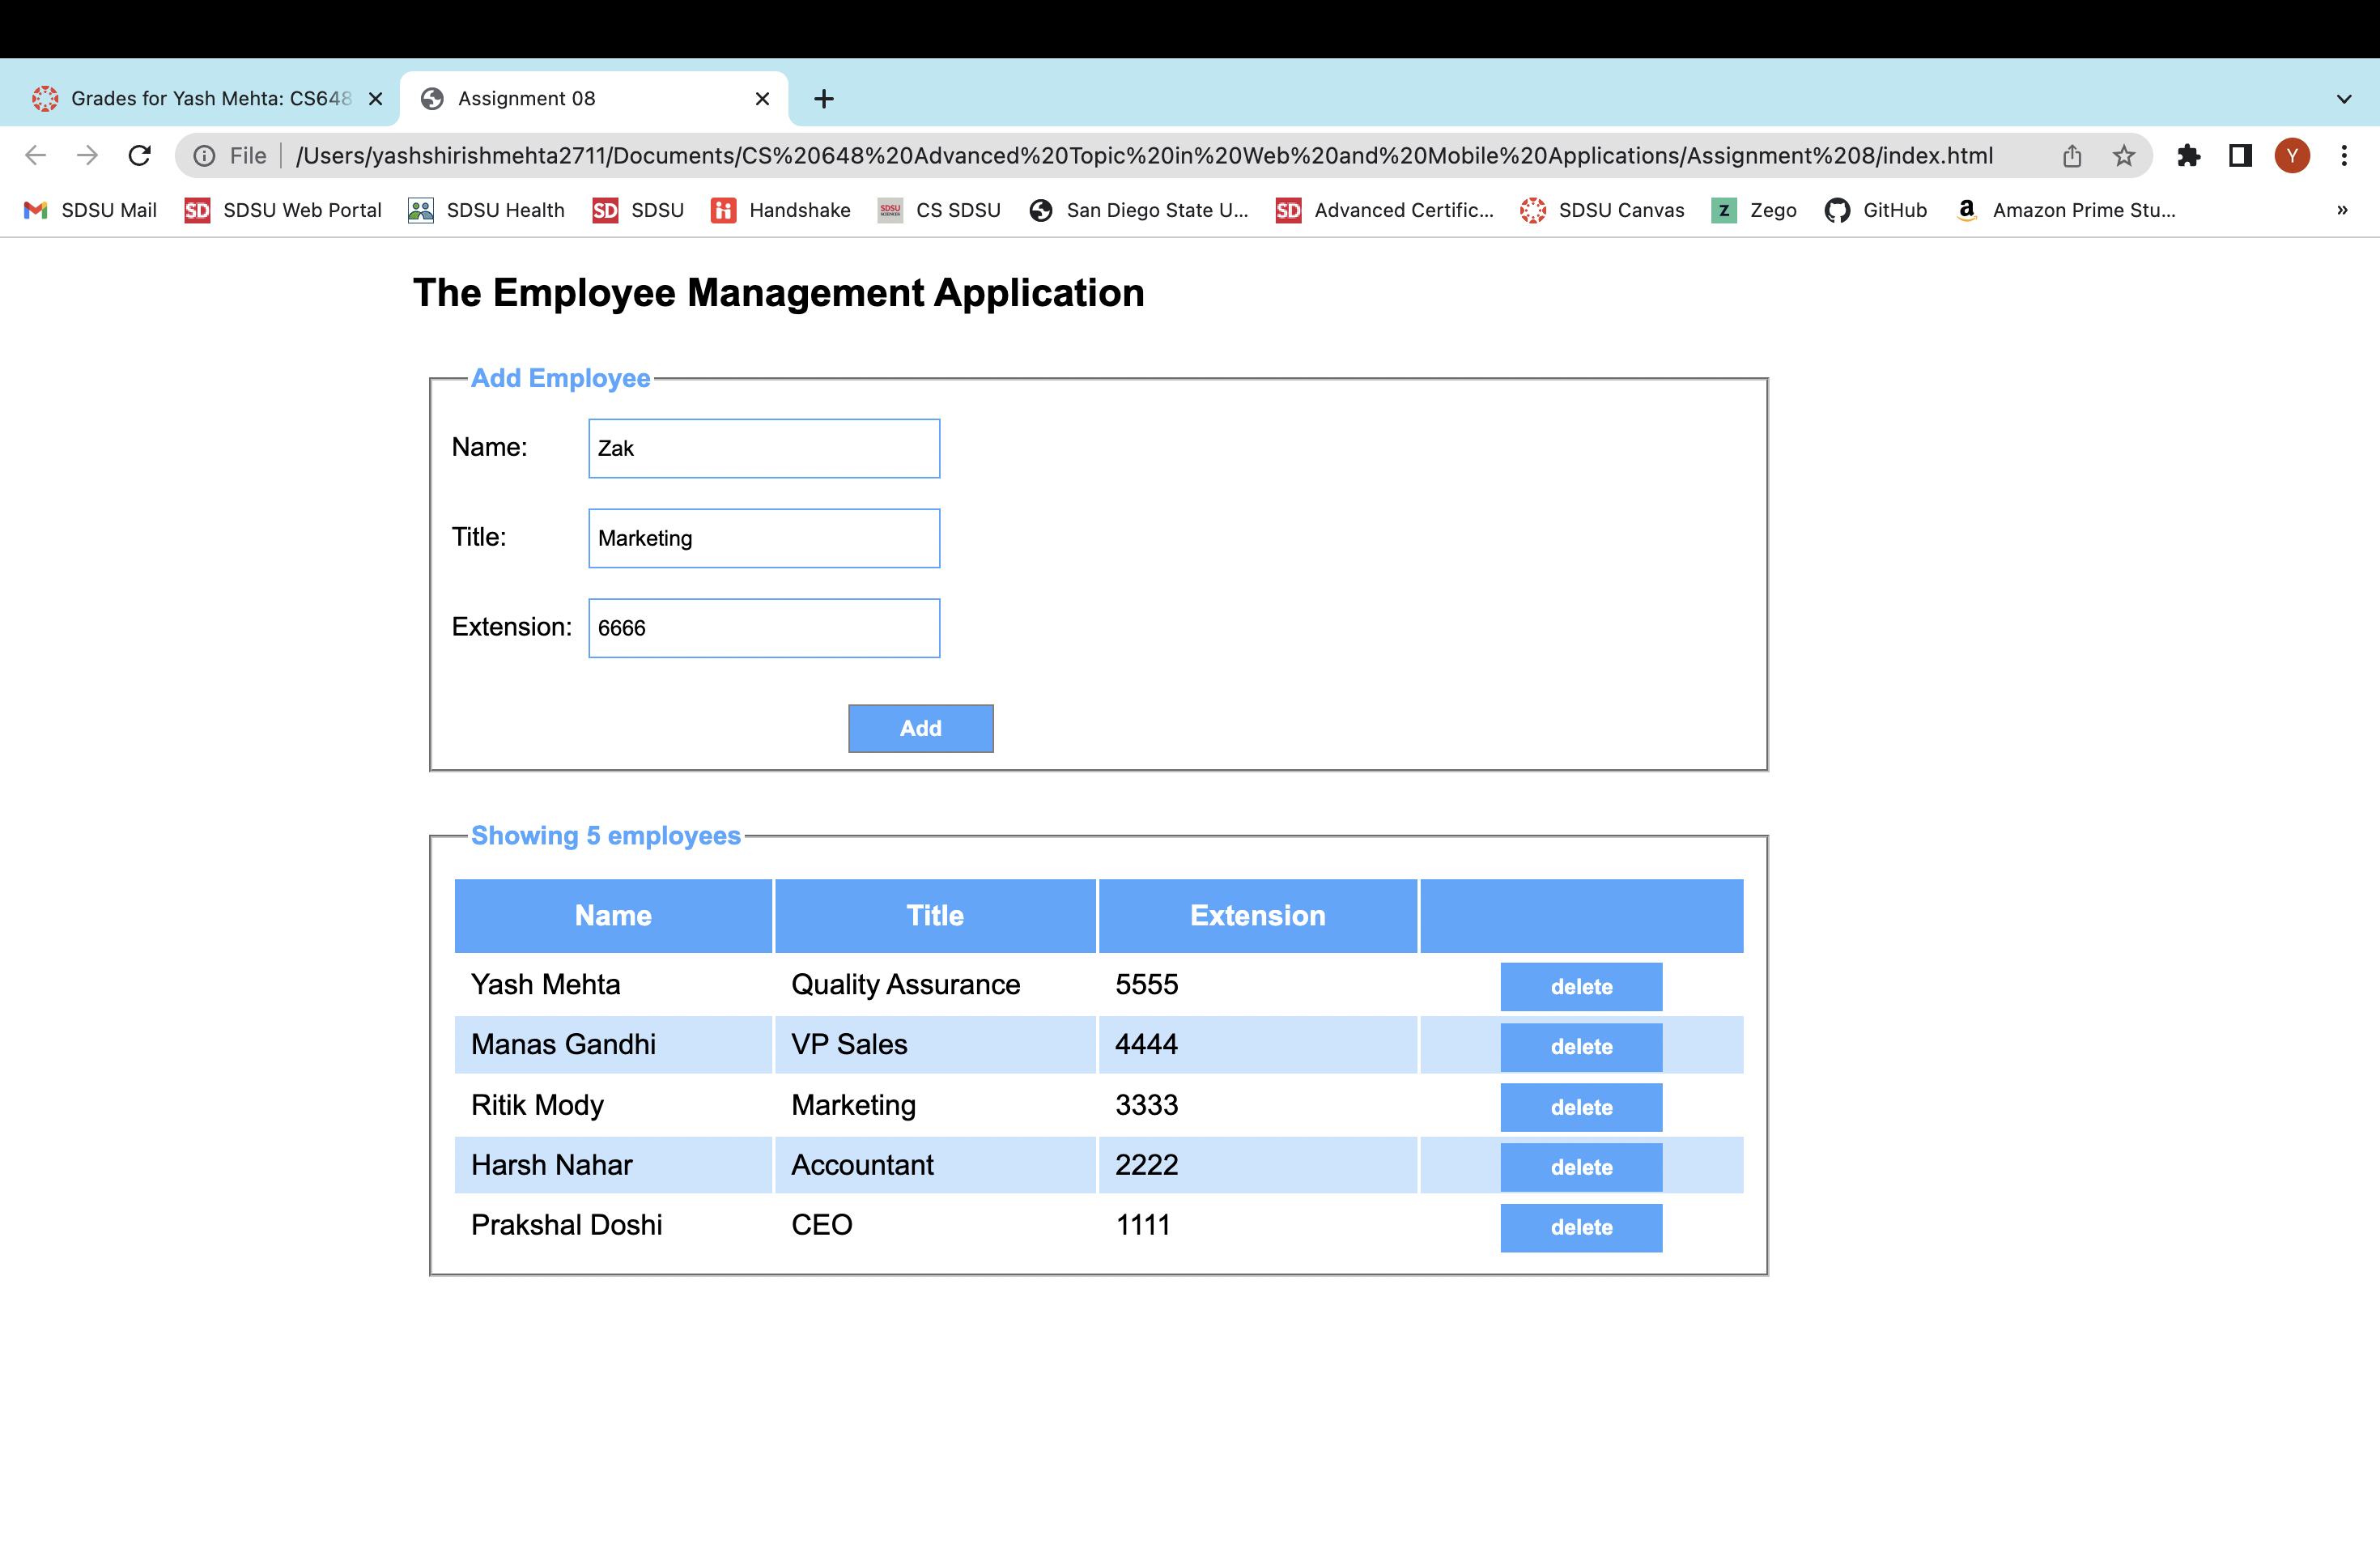 Grades for Yash Mehta: CS648 Assignment 08
File /Users/yashshirishmehta2711/Documents/CS%20648%20Advanced%20Topic%20in%20Web%20and%20Mobile%20Applications/Assignment%208/index.html Y
SDSU Mail SD SDSU Web Portal SDSU Health SD SDSU Handshake CS SDSU San Diego State U... SD Advanced Certific... SDSU Canvas Z Zego GitHub a Amazon Prime Stu... »
The Employee Management Application
Add Employee
Name: Zak
Title: Marketing
Extension: 6666
Add
Showing 5 employees
Name Title Extension
Yash Mehta Quality Assurance 5555 delete
Manas Gandhi VP Sales 4444 delete
Ritik Mody Marketing 3333 delete
Harsh Nahar Accountant 2222 delete
Prakshal Doshi CEO 1111 delete